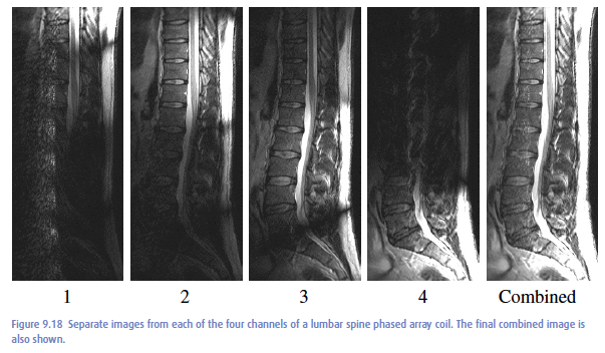 1 2 3 4 Combined
Figure 9.18 Separate images from each of the four channels of a lumbar spine phased array coil. The final combined image is
also shown.